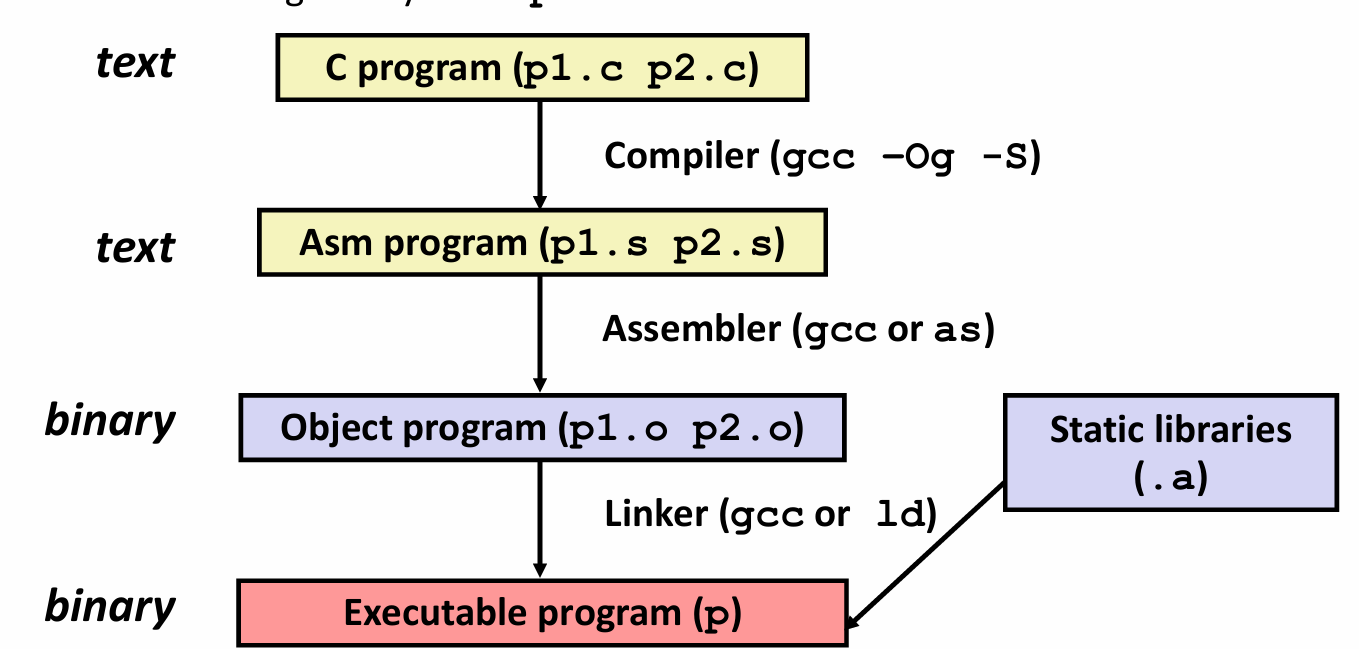 text
C program (p1.c p2.c)
Compiler (gcc –Og -S)
text
Asm program (p1.s p2.s)
Assembler (gcc or as)
binary
Object program (p1.o p2.o)
Static libraries
(.a)
Linker (gcc or ld)
binary
Executable program (p)